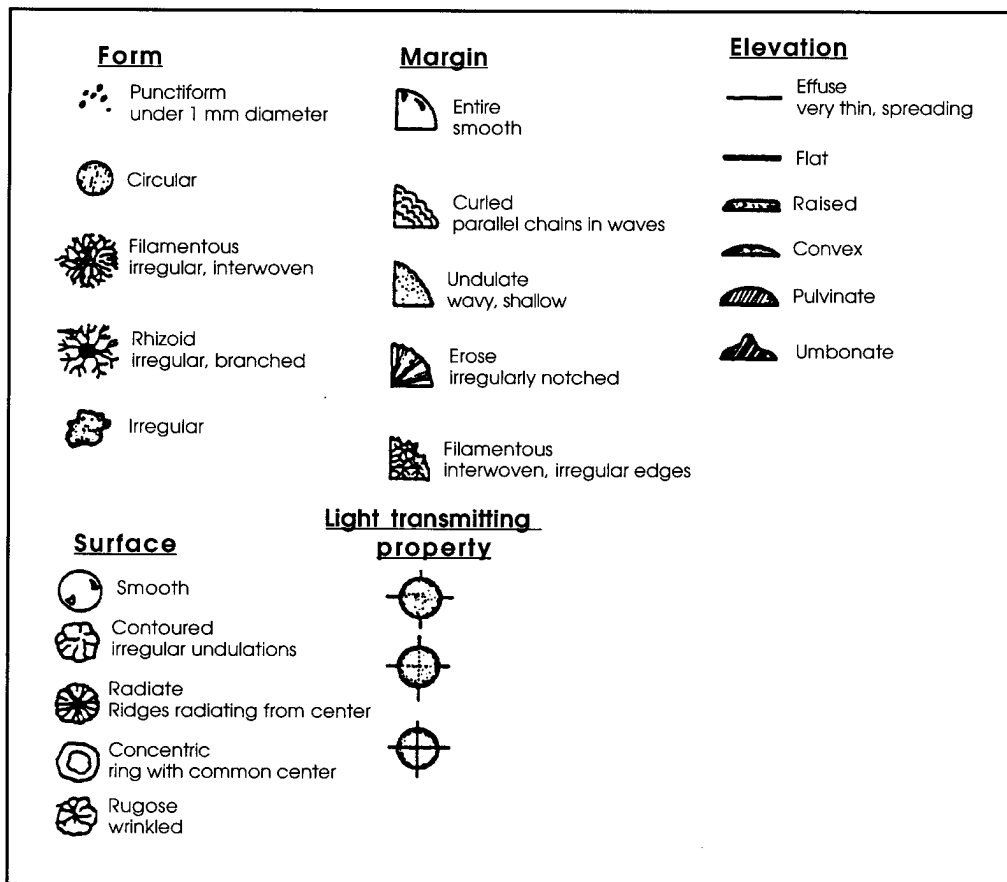 Form
Punctiform
under 1 mm diameter
Circular
Filamentous
irregular, interwoven
Rhizoid
irregular, branched
Irregular
Margin
Entire
smooth
Curled
parallel chains in waves
Undulate
wavy, shallow
Erose
irregularly notched
Filamentous
interwoven, irregular edges
Elevation
Effuse
very thin, spreading
Flat
Raised
Convex
Pulvinate
Umbonate
Surface
Smooth
Contoured
irregular undulations
Radiate
Ridges radiating from center
Concentric
ring with common center
Rugose
wrinkled
Light transmitting
property